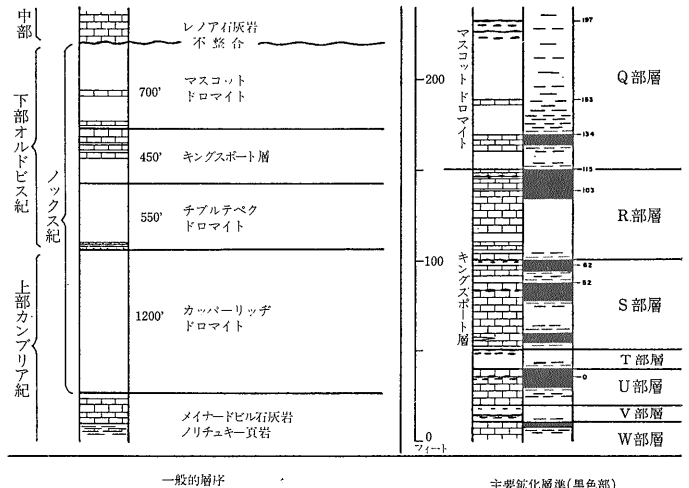 中部
下部オルドビス紀
上部カンブリア紀
ノックス紀
レノア石灰岩
不整合
700'
マスコット
ドロマイト
450'
キングスポート層
550'
チプルテペク
ドロマイト
1200'
カッパーリッヂ
ドロマイト
メイナードビル石灰岩
ノリチュキー頁岩
一般的層序
200
100
0
フィート
マスコットドロマイト
キングズポート層
197
153
134
115
103
62
52
0
Q部層
R部層
S部層
T部層
U部層
V部層
W部層
主要鉱化層準(黒色部)